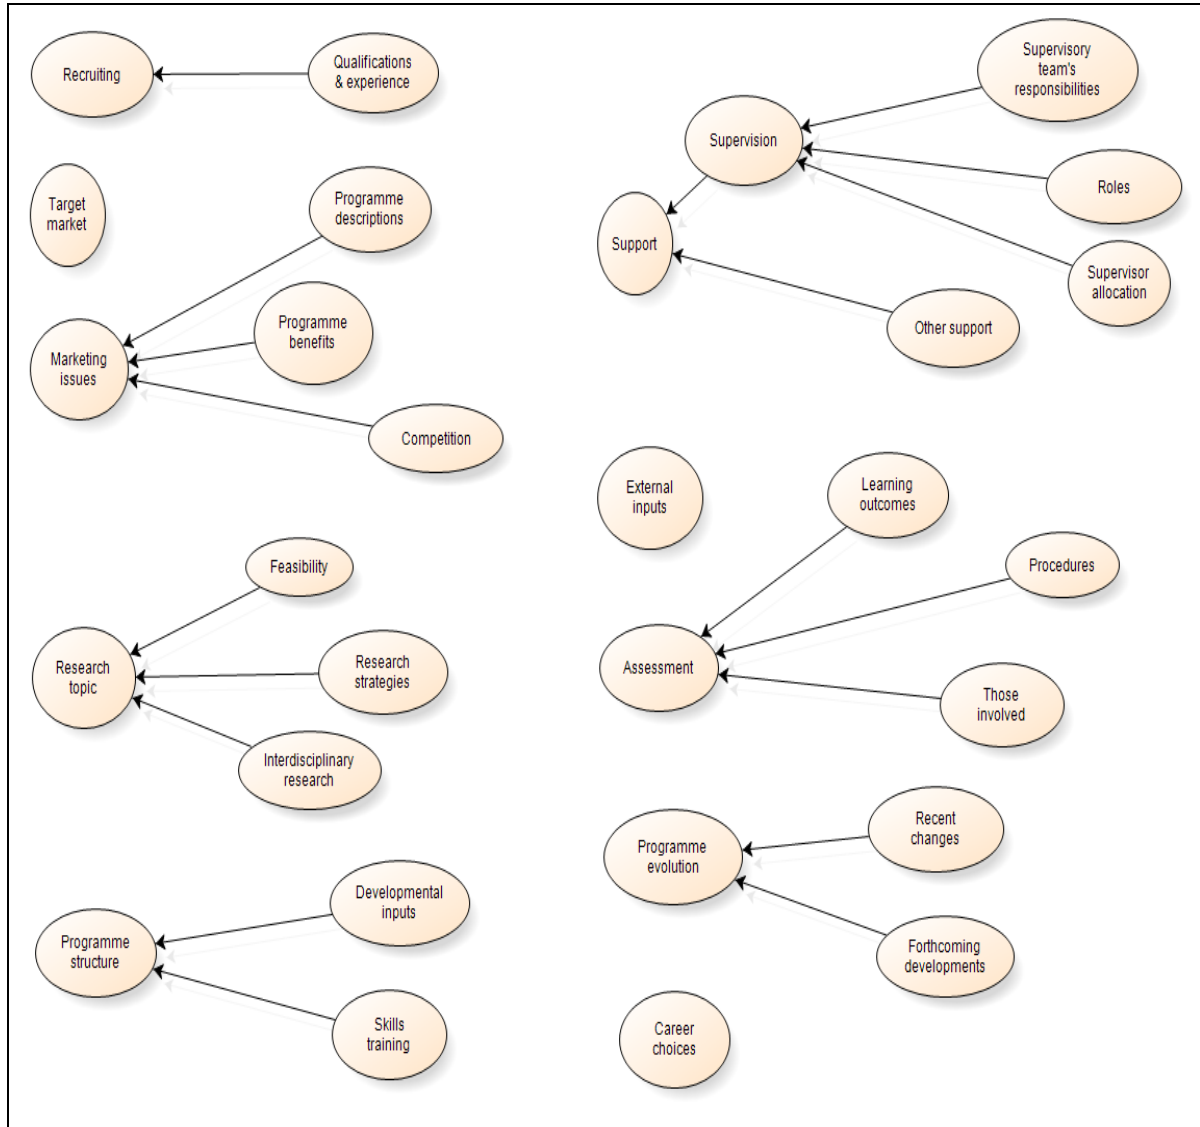 Recruiting
Qualifications
& experience
Target
market
Programme
descriptions
Programme
benefits
Marketing
issues
Competition
Feasibility
Research
topic
Research
strategies
Interdisciplinary
research
Developmental
inputs
Programme
structure
Skills
training
Supervisory
team's
responsibilities
Supervision
Roles
Support
Supervisor
allocation
Other support
External
inputs
Learning
outcomes
Procedures
Assessment
Those
involved
Recent
changes
Programme
evolution
Forthcoming
developments
Career
choices